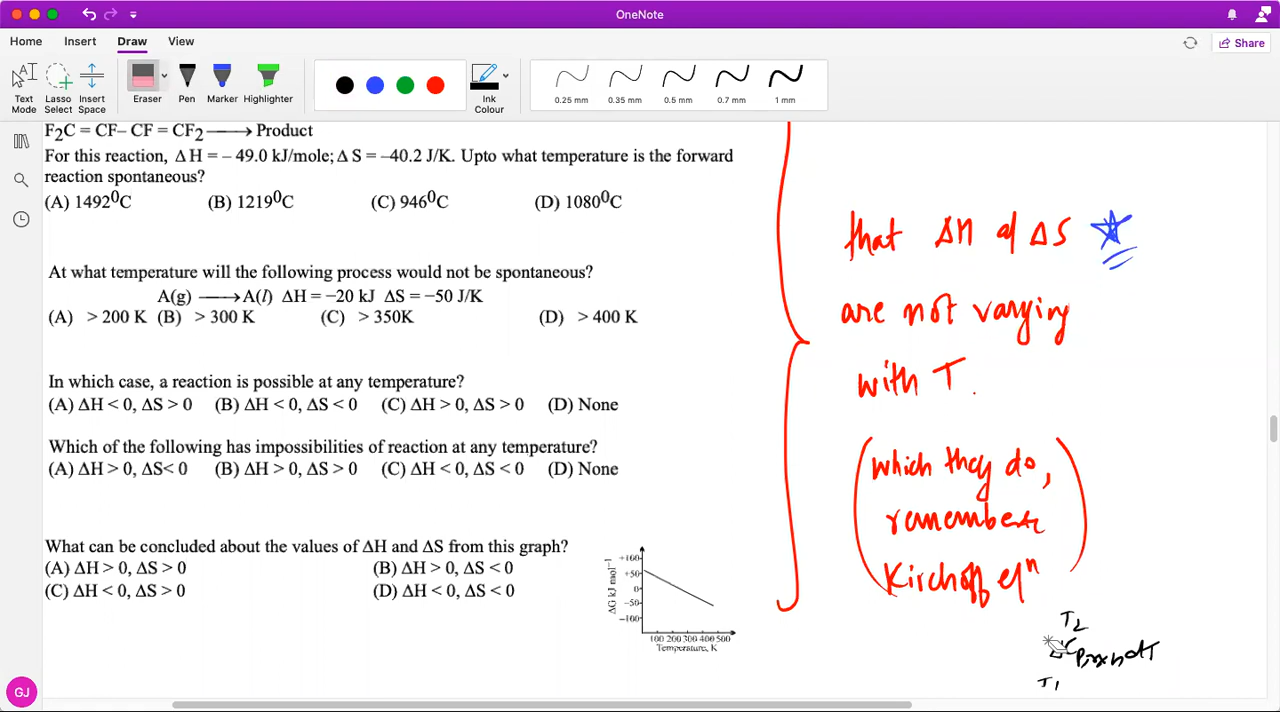 OneNote
Home Insert Draw View
Share
Text Mode
Lasso Select
Insert Space
Eraser
Pen
Marker
Highlighter
Ink Colour
0.25 mm 0.35 mm 0.5 mm 0.7 mm 1 mm
F₂C = CF– CF = CF₂ ⟶ Product
For this reaction, ΔH = – 49.0 kJ/mole; ΔS = –40.2 J/K. Upto what temperature is the forward
reaction spontaneous?
(A) 1492⁰C (B) 1219⁰C (C) 946⁰C (D) 1080⁰C
At what temperature will the following process would not be spontaneous?
A(g) ⟶ A(l) ΔH = –20 kJ ΔS = –50 J/K
(A) > 200 K (B) > 300 K (C) > 350K (D) > 400 K
In which case, a reaction is possible at any temperature?
(A) ΔH < 0, ΔS > 0 (B) ΔH < 0, ΔS < 0 (C) ΔH > 0, ΔS > 0 (D) None
Which of the following has impossibilities of reaction at any temperature?
(A) ΔH > 0, ΔS< 0 (B) ΔH > 0, ΔS > 0 (C) ΔH < 0, ΔS < 0 (D) None
What can be concluded about the values of ΔH and ΔS from this graph?
(A) ΔH > 0, ΔS > 0 (B) ΔH > 0, ΔS < 0
(C) ΔH < 0, ΔS > 0 (D) ΔH < 0, ΔS < 0
ΔG kJ mol⁻¹
+100
+50
0
−50
−100
100 200 300 400 500
Temperature, K
that ΔH & ΔS
are not varying
with T.
(which they do,
remember
Kirchoff eqⁿ)
T₂
dT
T₁
GJ